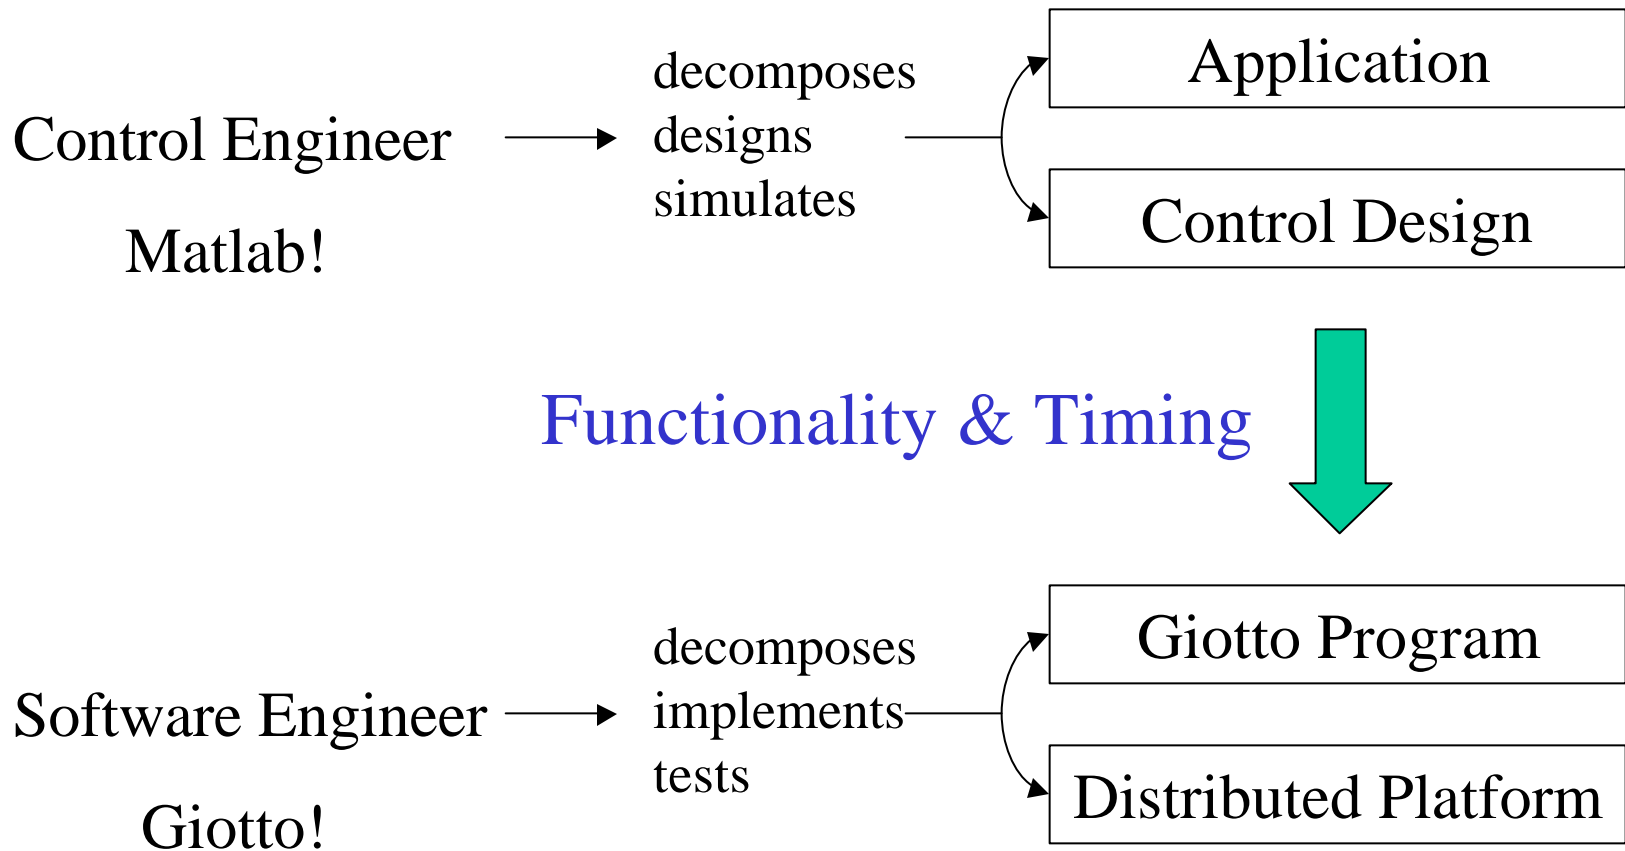 Control Engineer
Matlab!
decomposes
designs
simulates
Application
Control Design
Functionality & Timing
Software Engineer
Giotto!
decomposes
implements
tests
Giotto Program
Distributed Platform